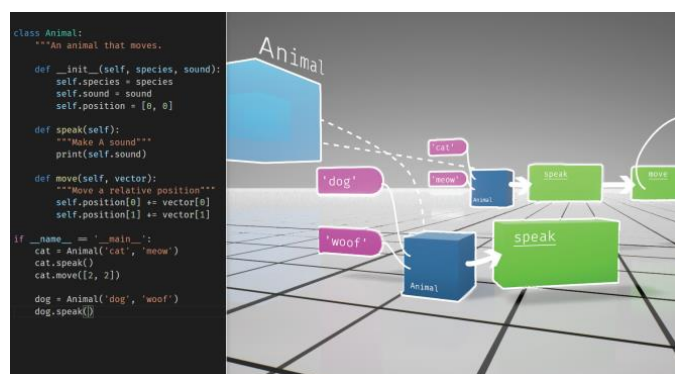 class Animal:
"""An animal that moves.
def __init__(self, species, sound):
self.species = species
self.sound = sound
self.position = [0, 0]
def speak(self):
"""Make A sound"""
print(self.sound)
def move(self, vector):
"""Move a relative position"""
self.position[0] += vector[0]
self.position[1] += vector[1]
if __name__ == '__main__':
cat = Animal('cat', 'meow')
cat.speak()
cat.move([2, 2])
dog = Animal('dog', 'woof')
dog.speak()
Animal
'cat'
'meow'
Animal
speak
move
'dog'
'woof'
Animal
speak